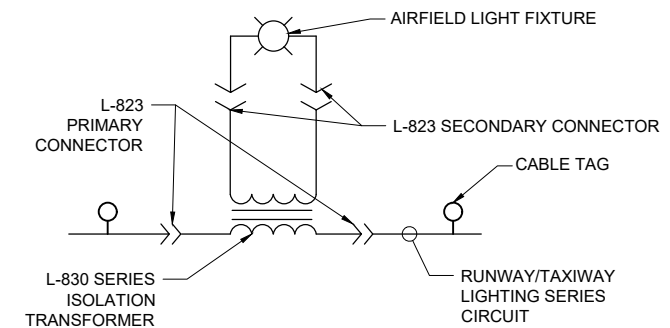 AIRFIELD LIGHT FIXTURE
L-823
PRIMARY
CONNECTOR
L-823 SECONDARY CONNECTOR
CABLE TAG
L-830 SERIES
ISOLATION
TRANSFORMER
RUNWAY/TAXIWAY
LIGHTING SERIES
CIRCUIT